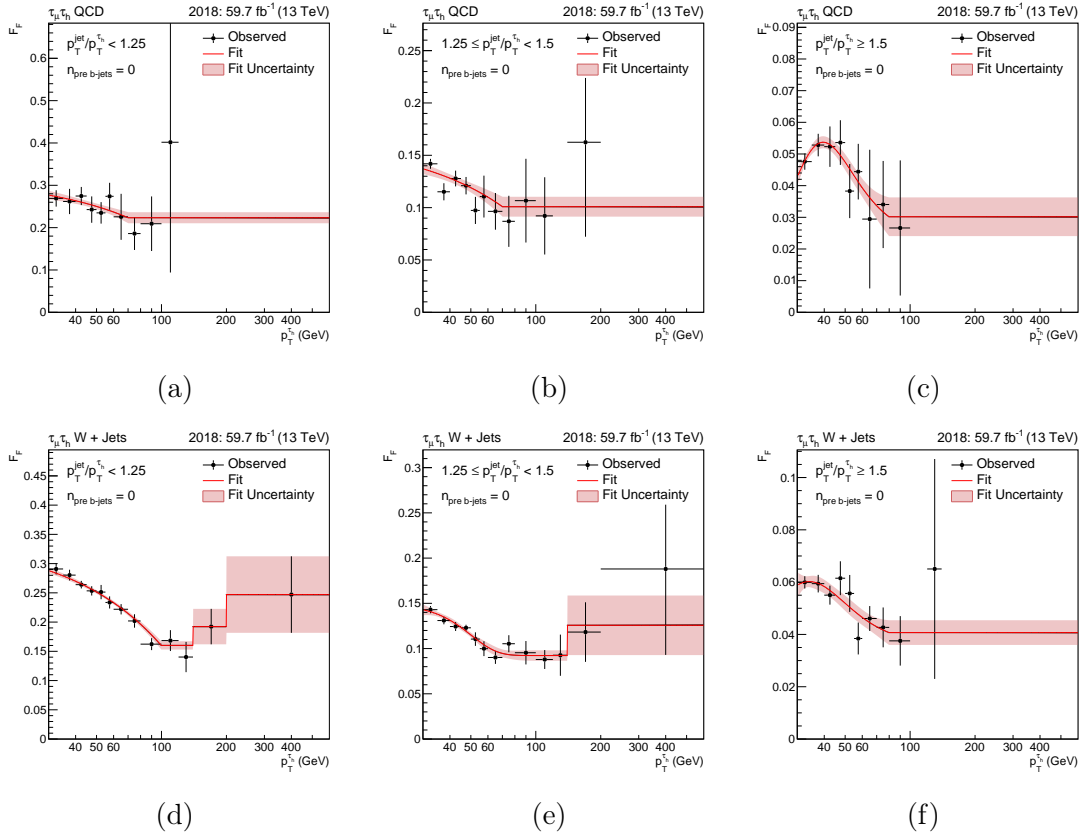 τμτh QCD 2018: 59.7 fb-1 (13 TeV)
FF
pTjet/pTτh < 1.25
npre b-jets = 0
Observed
Fit
Fit Uncertainty
0.6
0.5
0.4
0.3
0.2
0.1
0
40 50 60 100 200 300 400
pTτh (GeV)
(a)
τμτh QCD 2018: 59.7 fb-1 (13 TeV)
FF
1.25 ≤ pTjet/pTτh < 1.5
npre b-jets = 0
Observed
Fit
Fit Uncertainty
0.25
0.2
0.15
0.1
0.05
0
40 50 60 100 200 300 400
pTτh (GeV)
(b)
τμτh QCD 2018: 59.7 fb-1 (13 TeV)
FF
pTjet/pTτh ≥ 1.5
npre b-jets = 0
Observed
Fit
Fit Uncertainty
0.09
0.08
0.07
0.06
0.05
0.04
0.03
0.02
0.01
0
40 50 60 100 200 300 400
pTτh (GeV)
(c)
τμτh W + Jets 2018: 59.7 fb-1 (13 TeV)
FF
pTjet/pTτh < 1.25
npre b-jets = 0
Observed
Fit
Fit Uncertainty
0.45
0.4
0.35
0.3
0.25
0.2
0.15
0.1
0.05
0
40 50 60 100 200 300 400
pTτh (GeV)
(d)
τμτh W + Jets 2018: 59.7 fb-1 (13 TeV)
FF
1.25 ≤ pTjet/pTτh < 1.5
npre b-jets = 0
Observed
Fit
Fit Uncertainty
0.3
0.25
0.2
0.15
0.1
0.05
0
40 50 60 100 200 300 400
pTτh (GeV)
(e)
τμτh W + Jets 2018: 59.7 fb-1 (13 TeV)
FF
pTjet/pTτh ≥ 1.5
npre b-jets = 0
Observed
Fit
Fit Uncertainty
0.1
0.08
0.06
0.04
0.02
0
40 50 60 100 200 300 400
pTτh (GeV)
(f)